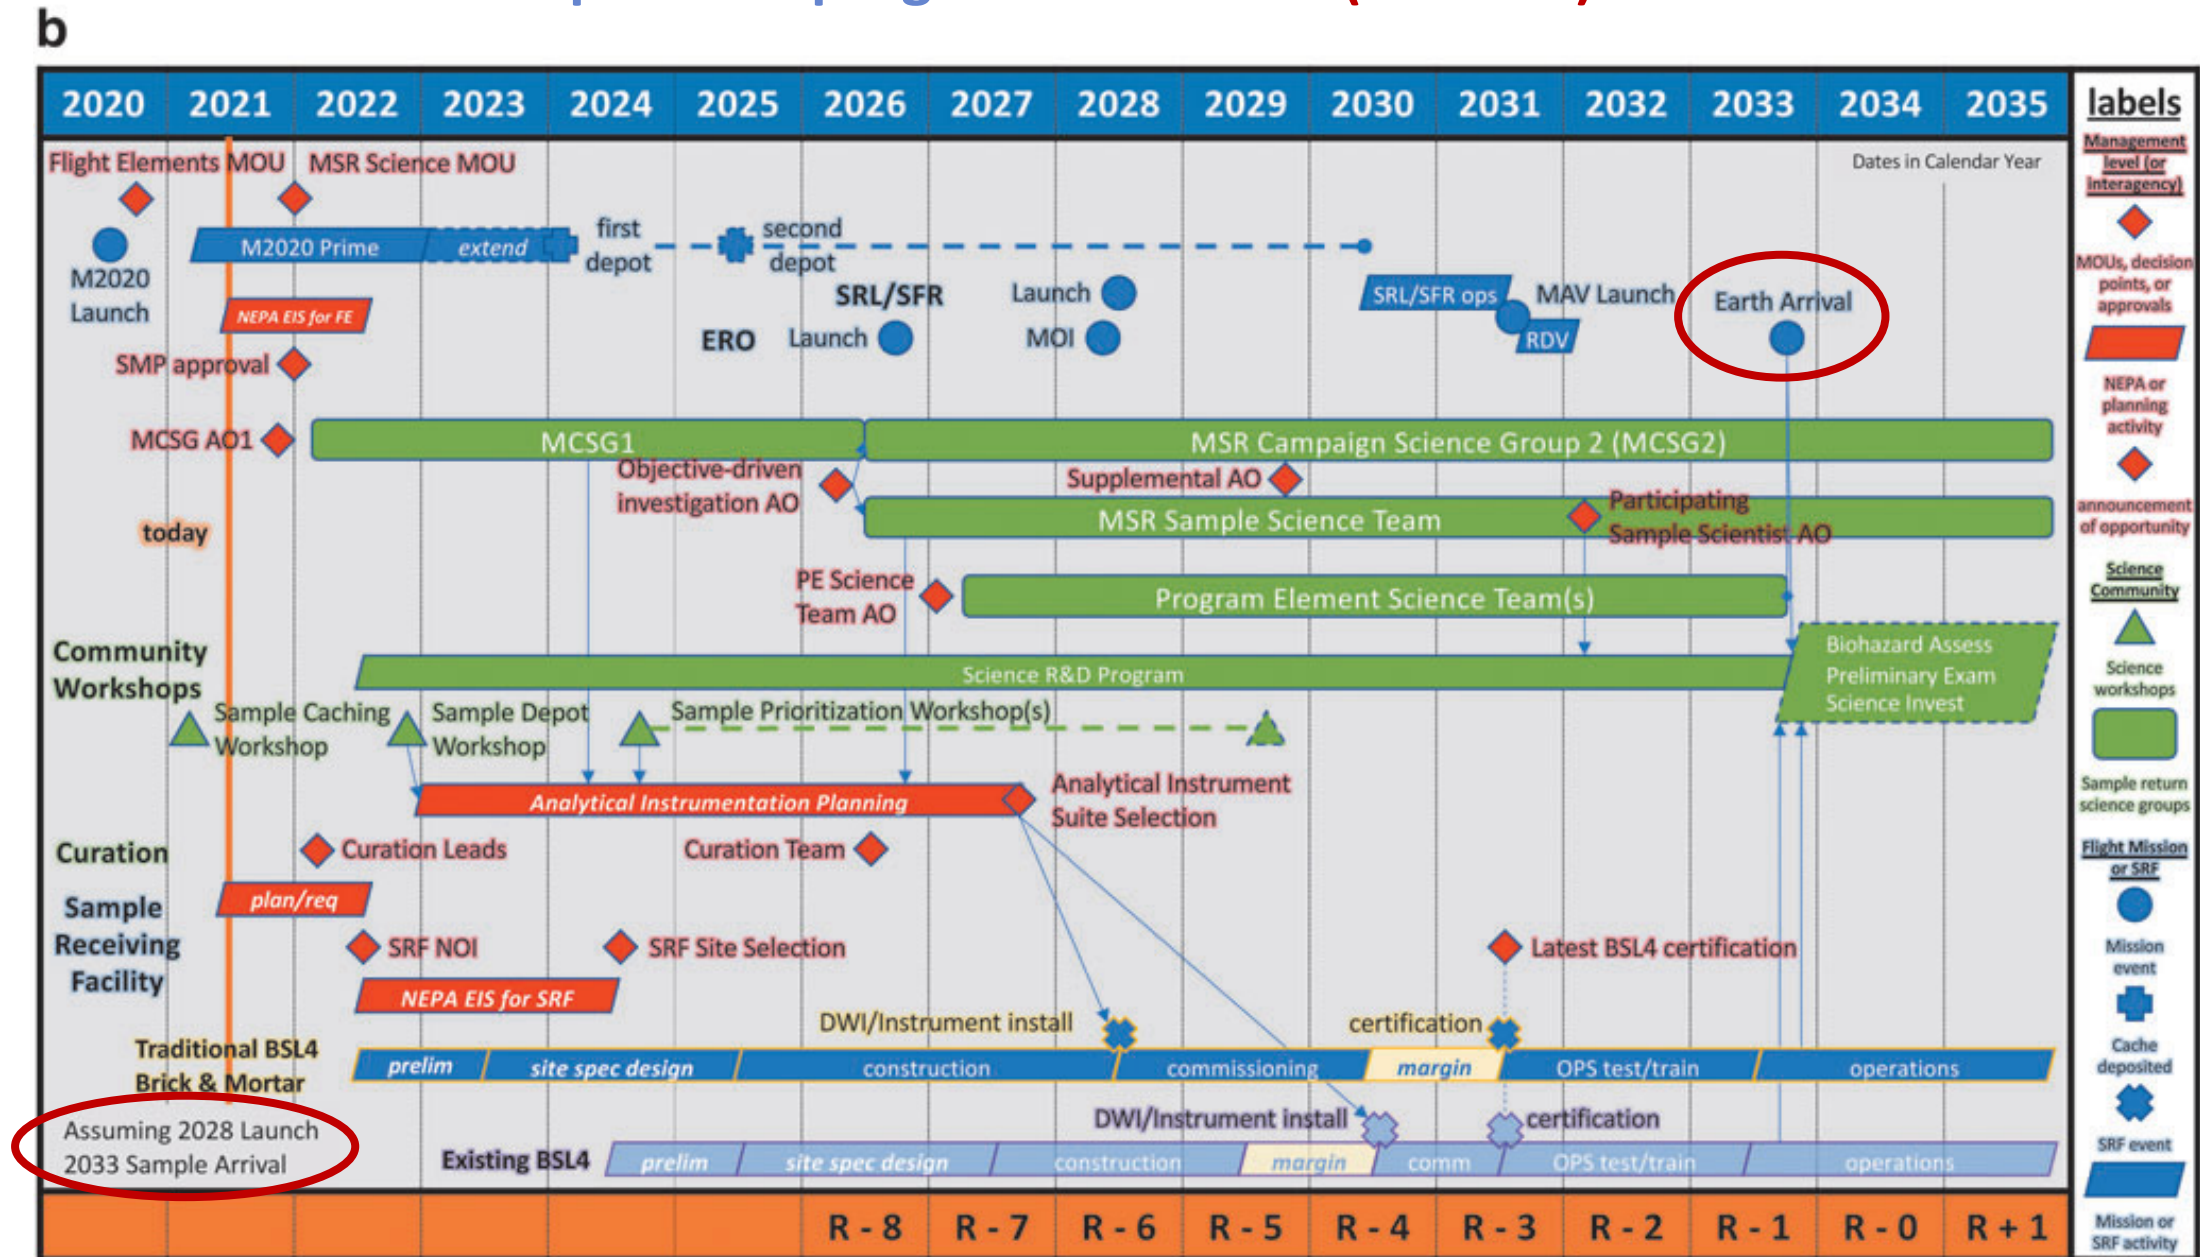 b
2020 2021 2022 2023 2024 2025 2026 2027 2028 2029 2030 2031 2032 2033 2034 2035
Flight Elements MOU
MSR Science MOU
Dates in Calendar Year
M2020 Prime
extend
first
depot
second
depot
M2020
Launch
NEPA EIS for FE
SRL/SFR
Launch
SRL/SFR ops
MAV Launch
Earth Arrival
ERO
Launch
MOI
RDV
SMP approval
MCSG AO1
MCSG1
MSR Campaign Science Group 2 (MCSG2)
Objective-driven
investigation AO
Supplemental AO
today
MSR Sample Science Team
Participating
Sample Scientist AO
PE Science
Team AO
Program Element Science Team(s)
Community
Workshops
Science R&D Program
Biohazard Assess
Preliminary Exam
Science Invest
Sample Caching
Workshop
Sample Depot
Workshop
Sample Prioritization Workshop(s)
Analytical Instrumentation Planning
Analytical Instrument
Suite Selection
Curation
Curation Leads
Curation Team
Sample
Receiving
Facility
plan/req
SRF NOI
SRF Site Selection
Latest BSL4 certification
NEPA EIS for SRF
DWI/Instrument install
certification
Traditional BSL4
Brick & Mortar
prelim
site spec design
construction
commissioning
margin
OPS test/train
operations
Assuming 2028 Launch
2033 Sample Arrival
DWI/Instrument install
certification
Existing BSL4
prelim
site spec design
construction
margin
comm
OPS test/train
operations
R - 8 R - 7 R - 6 R - 5 R - 4 R - 3 R - 2 R - 1 R - 0 R + 1
labels
Management
level (or
interagency)
MOUs, decision
points, or
approvals
NEPA or
planning
activity
announcement
of opportunity
Science
Community
Science
workshops
Sample return
science groups
Flight Mission
or SRF
Mission
event
Cache
deposited
SRF event
Mission or
SRF activity